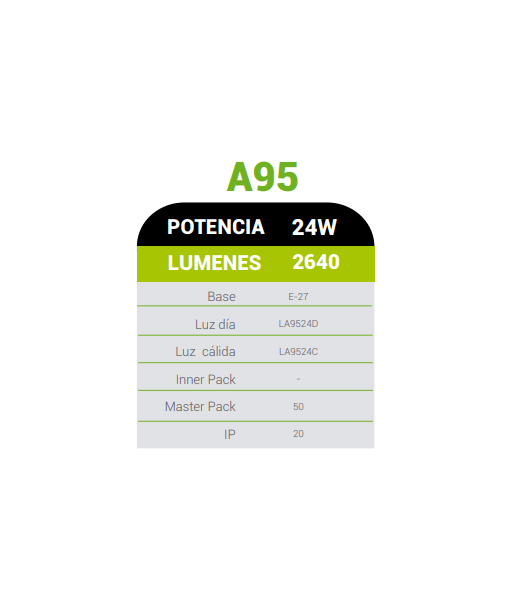 A95
POTENCIA 24W
LUMENES 2640
Base E-27
Luz día LA9524D
Luz cálida LA9524C
Inner Pack -
Master Pack 50
IP 20